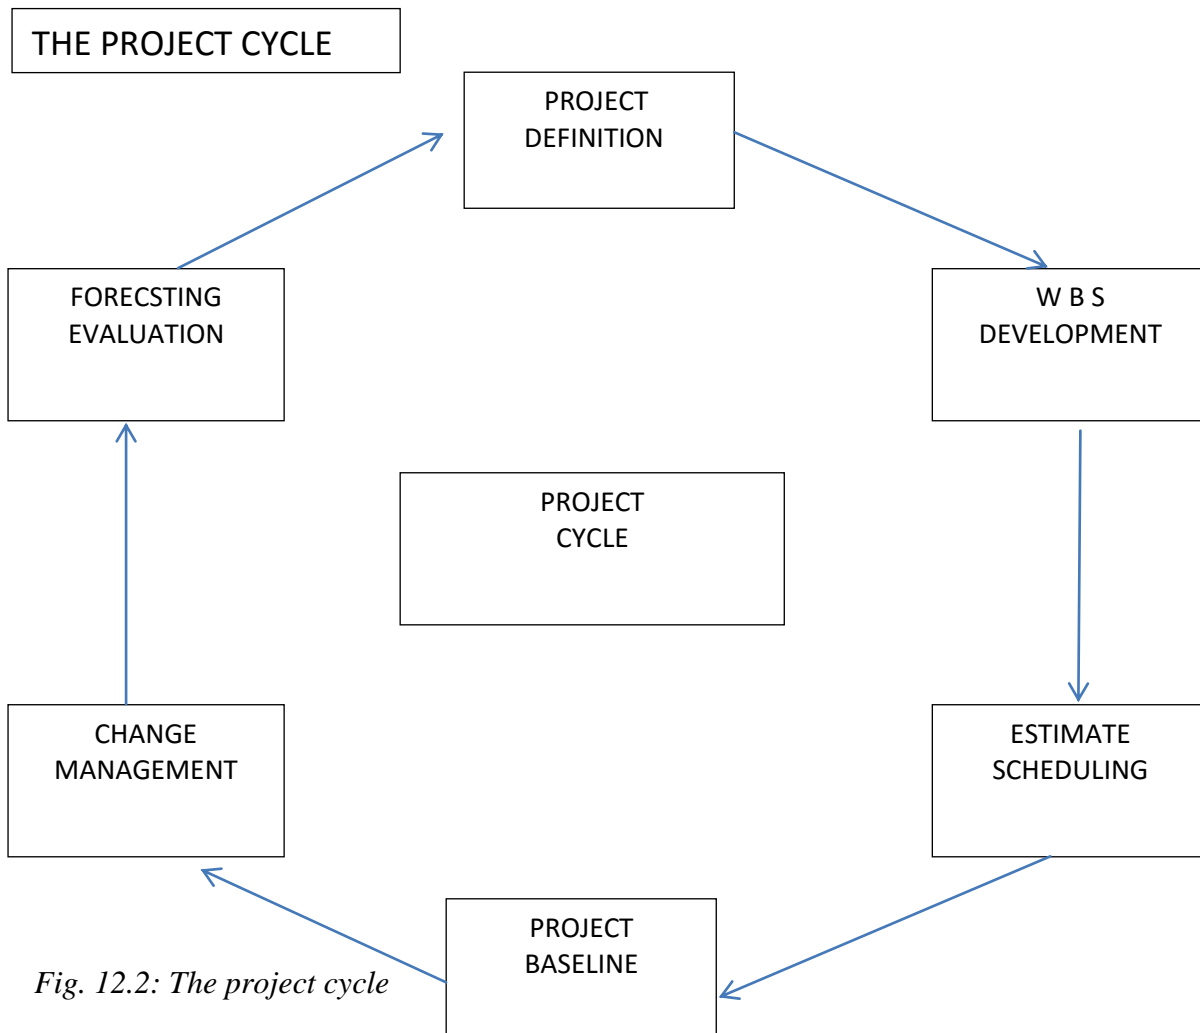 THE PROJECT CYCLE
PROJECT
DEFINITION
FORECSTING
EVALUATION
W B S
DEVELOPMENT
PROJECT
CYCLE
CHANGE
MANAGEMENT
ESTIMATE
SCHEDULING
PROJECT
BASELINE
Fig. 12.2: The project cycle